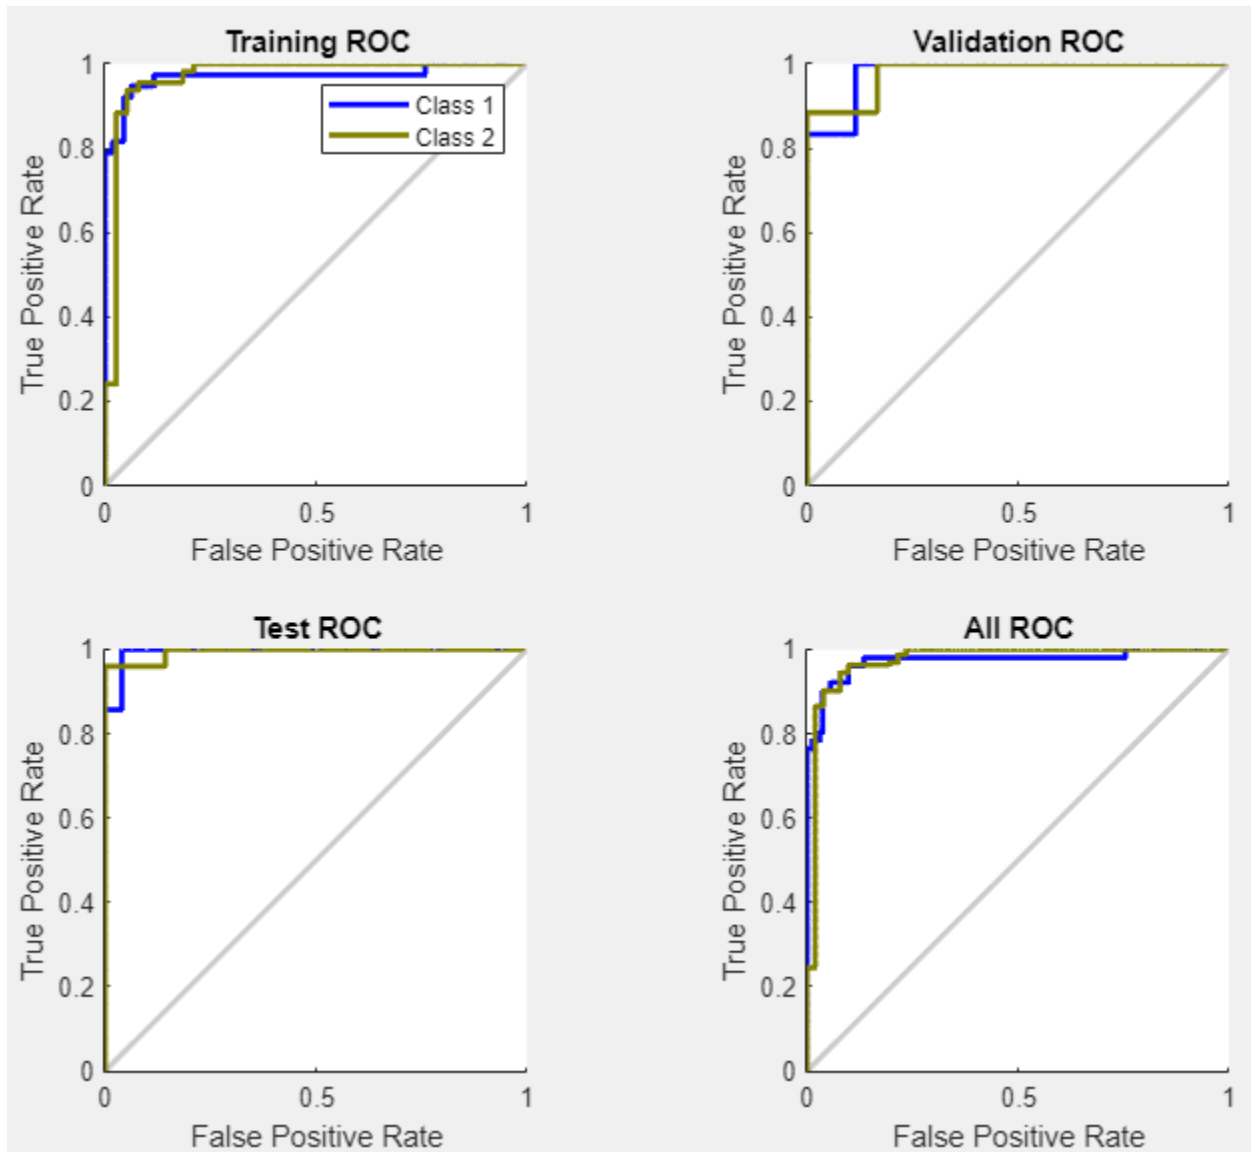 Training ROC
1
0.8
0.6
0.4
0.2
0
0
0.5
1
True Positive Rate
False Positive Rate
Class 1
Class 2
Validation ROC
1
0.8
0.6
0.4
0.2
0
0
0.5
1
True Positive Rate
False Positive Rate
Test ROC
1
0.8
0.6
0.4
0.2
0
0
0.5
1
True Positive Rate
False Positive Rate
All ROC
1
0.8
0.6
0.4
0.2
0
0
0.5
1
True Positive Rate
False Positive Rate